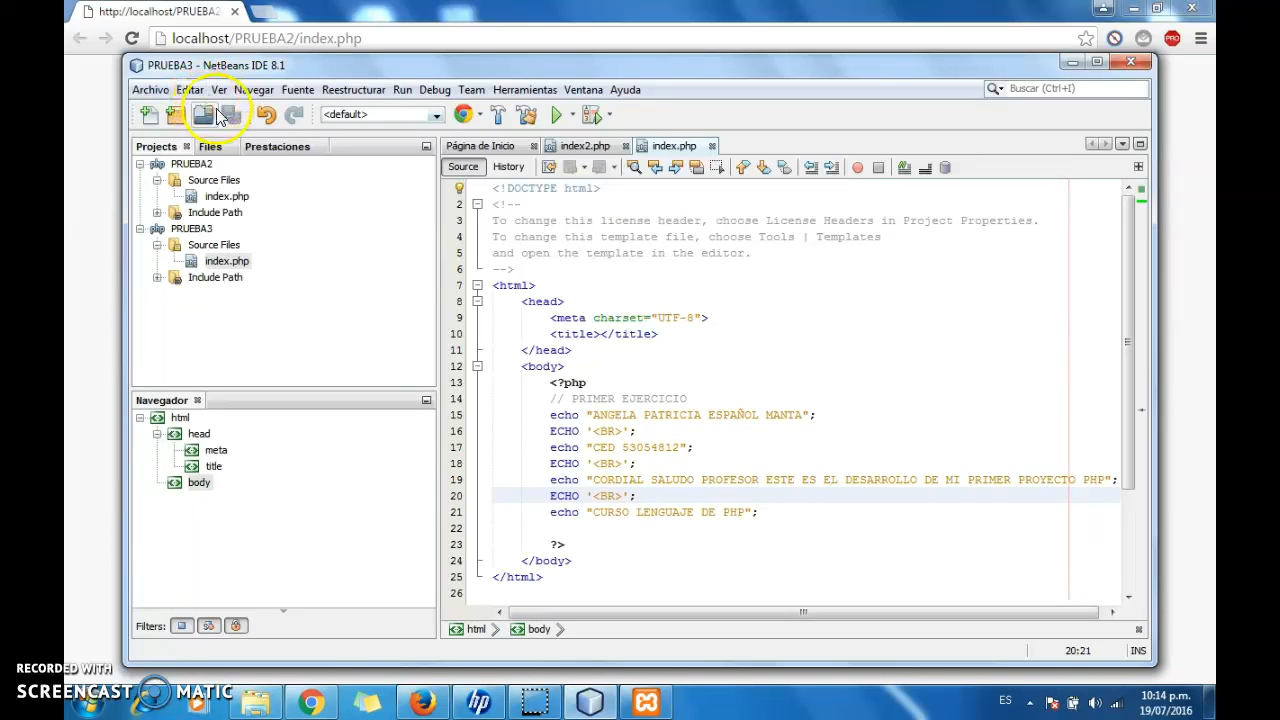 http://localhost/PRUEBA2
localhost/PRUEBA2/index.php
PRO
PRUEBA3 - NetBeans IDE 8.1
Archivo Editar Ver Navegar Fuente Reestructurar Run Debug Team Herramientas Ventana Ayuda
Buscar (Ctrl+I)
<default>
Projects Files Prestaciones
Página de Inicio index2.php index.php
Source History
PRUEBA2
Source Files
index.php
Include Path
PRUEBA3
Source Files
index.php
Include Path
Navegador
html
head
meta
title
body
Filters:
1 <!DOCTYPE html>
2 <!--
3 To change this license header, choose License Headers in Project Properties.
4 To change this template file, choose Tools | Templates
5 and open the template in the editor.
6 -->
7 <html>
8 <head>
9 <meta charset="UTF-8">
10 <title></title>
11 </head>
12 <body>
13 <?php
14 // PRIMER EJERCICIO
15 echo "ANGELA PATRICIA ESPAÑOL MANTA";
16 ECHO '<BR>';
17 echo "CED 53054812";
18 ECHO '<BR>';
19 echo "CORDIAL SALUDO PROFESOR ESTE ES EL DESARROLLO DE MI PRIMER PROYECTO PHP";
20 ECHO '<BR>';
21 echo "CURSO LENGUAJE DE PHP";
22
23 ?>
24 </body>
25 </html>
26
html body
20:21 INS
RECORDED WITH
SCREENCAST MATIC
ES
10:14 p.m.
19/07/2016